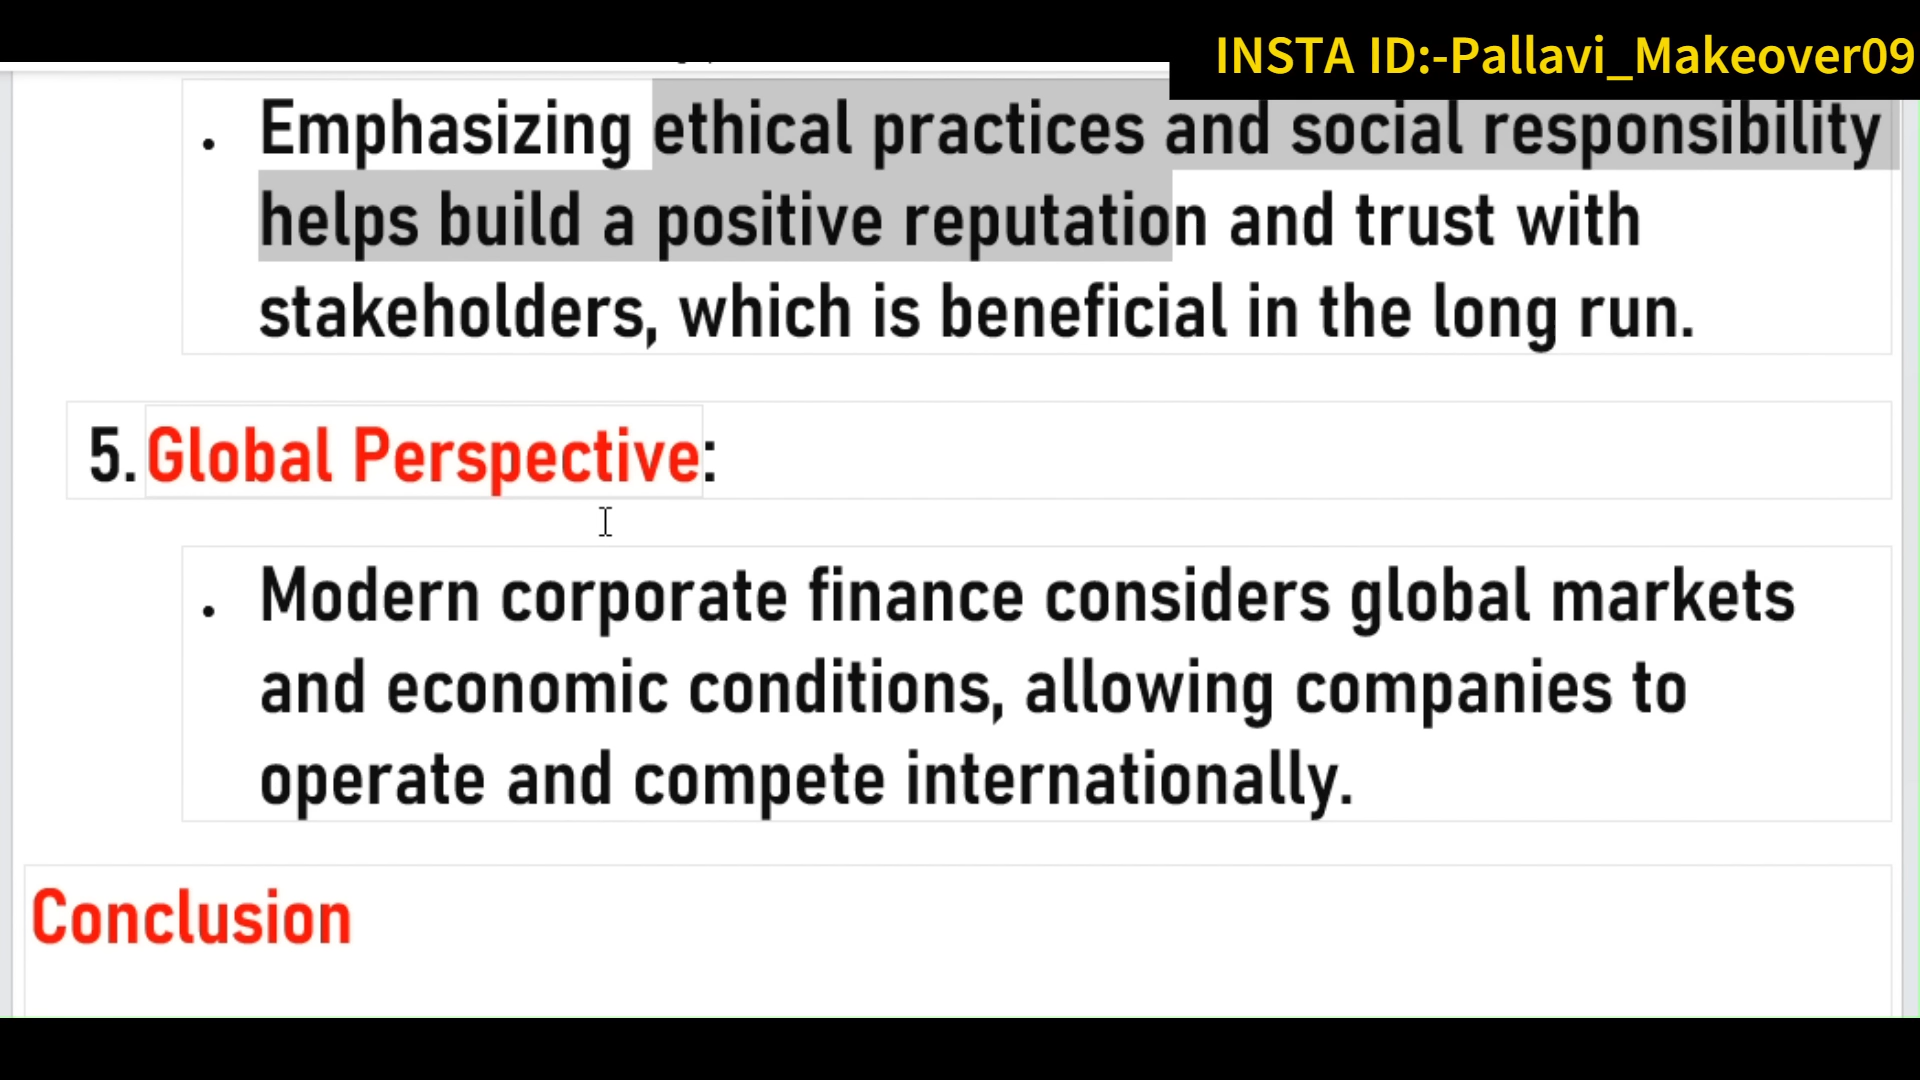 INSTA ID:-Pallavi_Makeover09
• Emphasizing ethical practices and social responsibility
helps build a positive reputation and trust with
stakeholders, which is beneficial in the long run.
5. Global Perspective:
• Modern corporate finance considers global markets
and economic conditions, allowing companies to
operate and compete internationally.
Conclusion